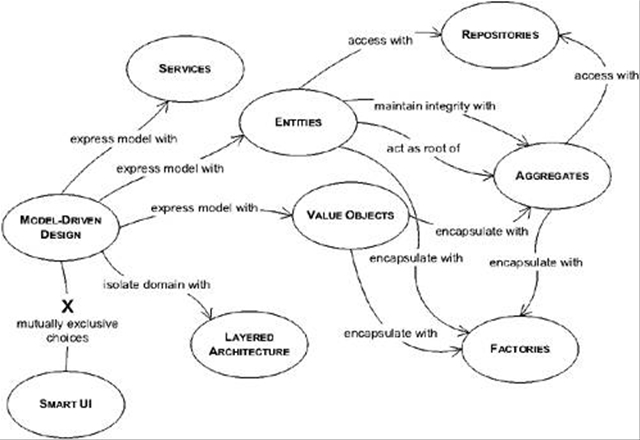 REPOSITORIES
access with
SERVICES
access with
maintain integrity with
ENTITIES
express model with
act as root of
express model with
AGGREGATES
express model with
VALUE OBJECTS
MODEL-DRIVEN
DESIGN
encapsulate with
encapsulate with
encapsulate with
isolate domain with
X
mutually exclusive
choices
encapsulate with
LAYERED
ARCHITECTURE
FACTORIES
SMART UI